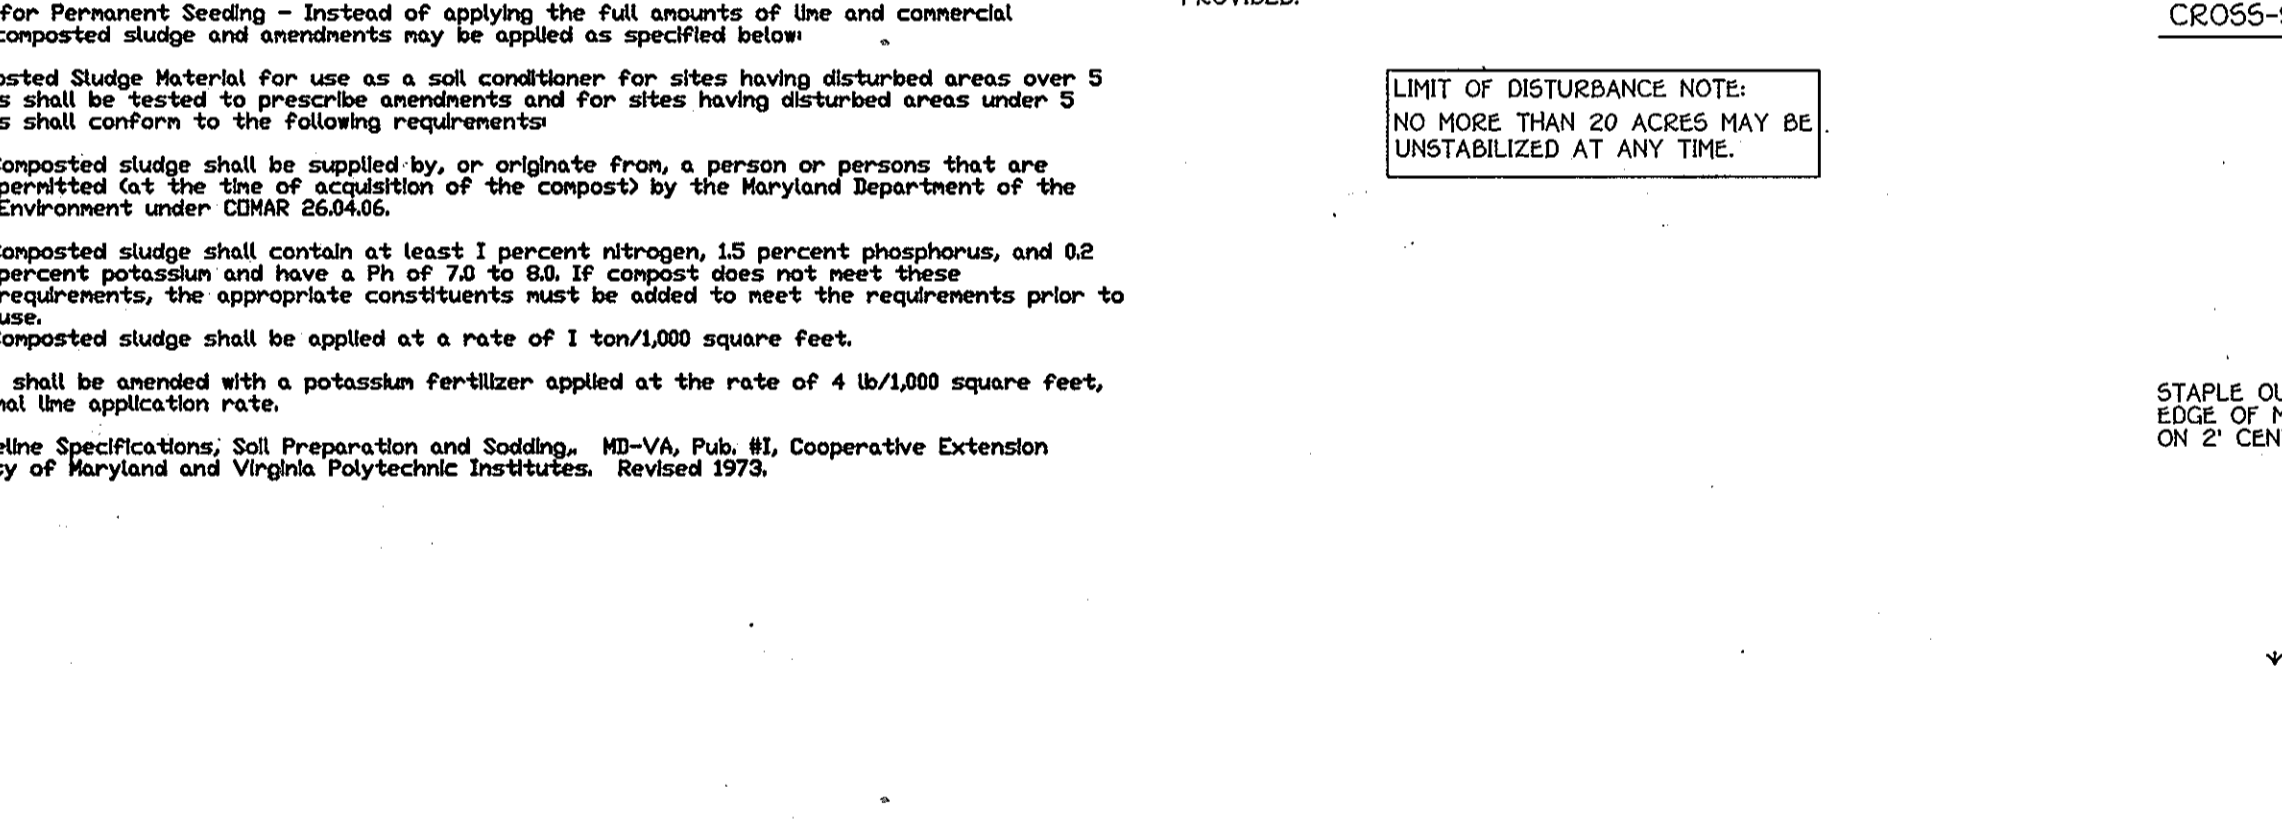 for Permanent Seeding – Instead of applying the full amounts of lime and commercial
composted sludge and amendments may be applied as specified below:
osted Sludge Material for use as a soil conditioner for sites having disturbed areas over 5
s shall be tested to prescribe amendments and for sites having disturbed areas under 5
s shall conform to the following requirements:
Composted sludge shall be supplied by, or originate from, a person or persons that are
permitted (at the time of acquisition of the compost) by the Maryland Department of the
Environment under COMAR 26.04.06.
Composted sludge shall contain at least I percent nitrogen, 1.5 percent phosphorus, and 0.2
percent potassium and have a Ph of 7.0 to 8.0. If compost does not meet these
requirements, the appropriate constituents must be added to meet the requirements prior to
use.
Composted sludge shall be applied at a rate of I ton/1,000 square feet.
shall be amended with a potassium fertilizer applied at the rate of 4 lb/1,000 square feet,
nal lime application rate.
eline Specifications, Soil Preparation and Sodding,. MD-VA, Pub. #I, Cooperative Extension
y of Maryland and Virginia Polytechnic Institutes. Revised 1973.
PROVIDED.
LIMIT OF DISTURBANCE NOTE:
NO MORE THAN 20 ACRES MAY BE
UNSTABILIZED AT ANY TIME.
CROSS-
STAPLE OU
EDGE OF M
ON 2' CEN